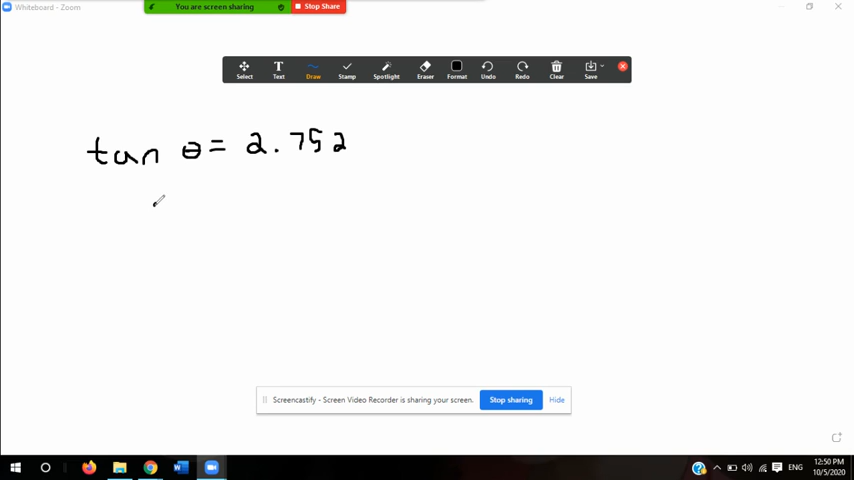 Whiteboard - Zoom
You are screen sharing
Stop Share
Select Text Draw Stamp Spotlight Eraser Format Undo Redo Clear Save
tan θ = 2.752
Screencastify - Screen Video Recorder is sharing your screen. Stop sharing Hide
ENG
12:50 PM
10/5/2020